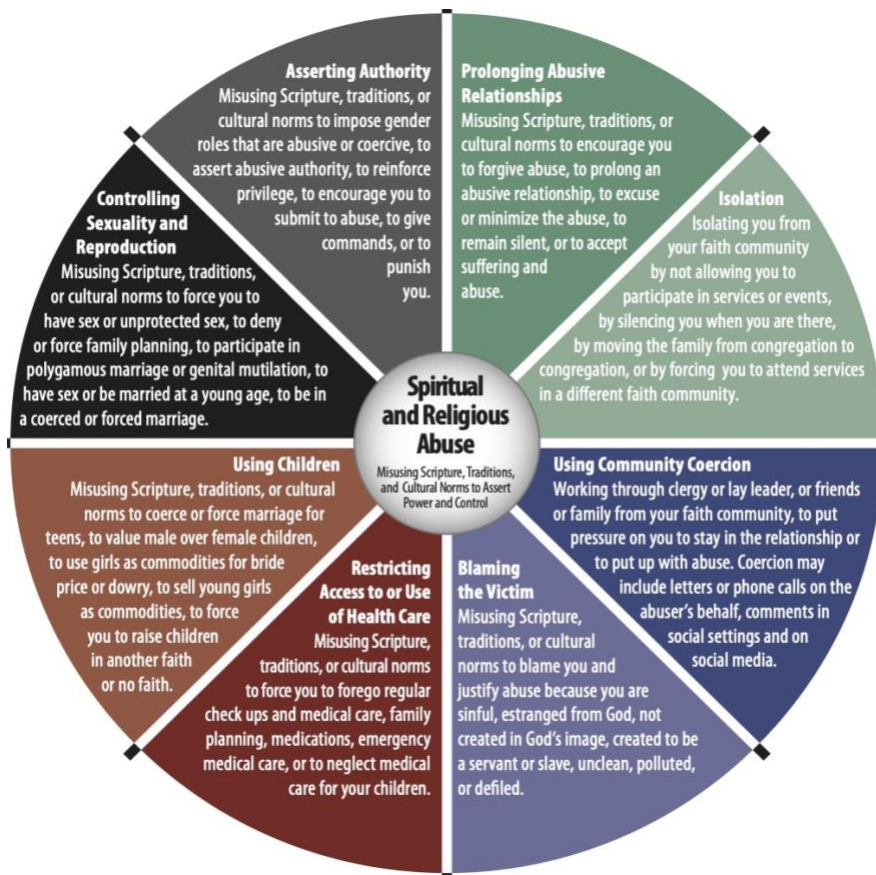 Asserting Authority
Misusing Scripture, traditions, or
cultural norms to impose gender
roles that are abusive or coercive, to
assert abusive authority, to reinforce
privilege, to encourage you to
submit to abuse, to give
commands, or to
punish
you.
Prolonging Abusive
Relationships
Misusing Scripture, traditions, or
cultural norms to encourage you
to forgive abuse, to prolong an
abusive relationship, to excuse
or minimize the abuse, to
remain silent, or to accept
suffering and
abuse.
Isolation
Isolating you from
your faith community
by not allowing you to
participate in services or events,
by silencing you when you are there,
by moving the family from congregation to
congregation, or by forcing you to attend services
in a different faith community.
Using Community Coercion
Working through clergy or lay leader, or friends
or family from your faith community, to put
pressure on you to stay in the relationship or
to put up with abuse. Coercion may
include letters or phone calls on the
abuser's behalf, comments in
social settings and on
social media.
Blaming
the Victim
Misusing Scripture,
traditions, or cultural
norms to blame you and
justify abuse because you are
sinful, estranged from God, not
created in God's image, created to be
a servant or slave, unclean, polluted,
or defiled.
Restricting
Access to or Use
of Health Care
Misusing Scripture,
traditions, or cultural norms
to force you to forego regular
check ups and medical care, family
planning, medications, emergency
medical care, or to neglect medical
care for your children.
Using Children
Misusing Scripture, traditions, or cultural
norms to coerce or force marriage for
teens, to value male over female children,
to use girls as commodities for bride
price or dowry, to sell young girls
as commodities, to force
you to raise children
in another faith
or no faith.
Controlling
Sexuality and
Reproduction
Misusing Scripture, traditions,
or cultural norms to force you to
have sex or unprotected sex, to deny
or force family planning, to participate in
polygamous marriage or genital mutilation, to
have sex or be married at a young age, to be in
a coerced or forced marriage.
Spiritual
and Religious
Abuse
Misusing Scripture, Traditions,
and Cultural Norms to Assert
Power and Control